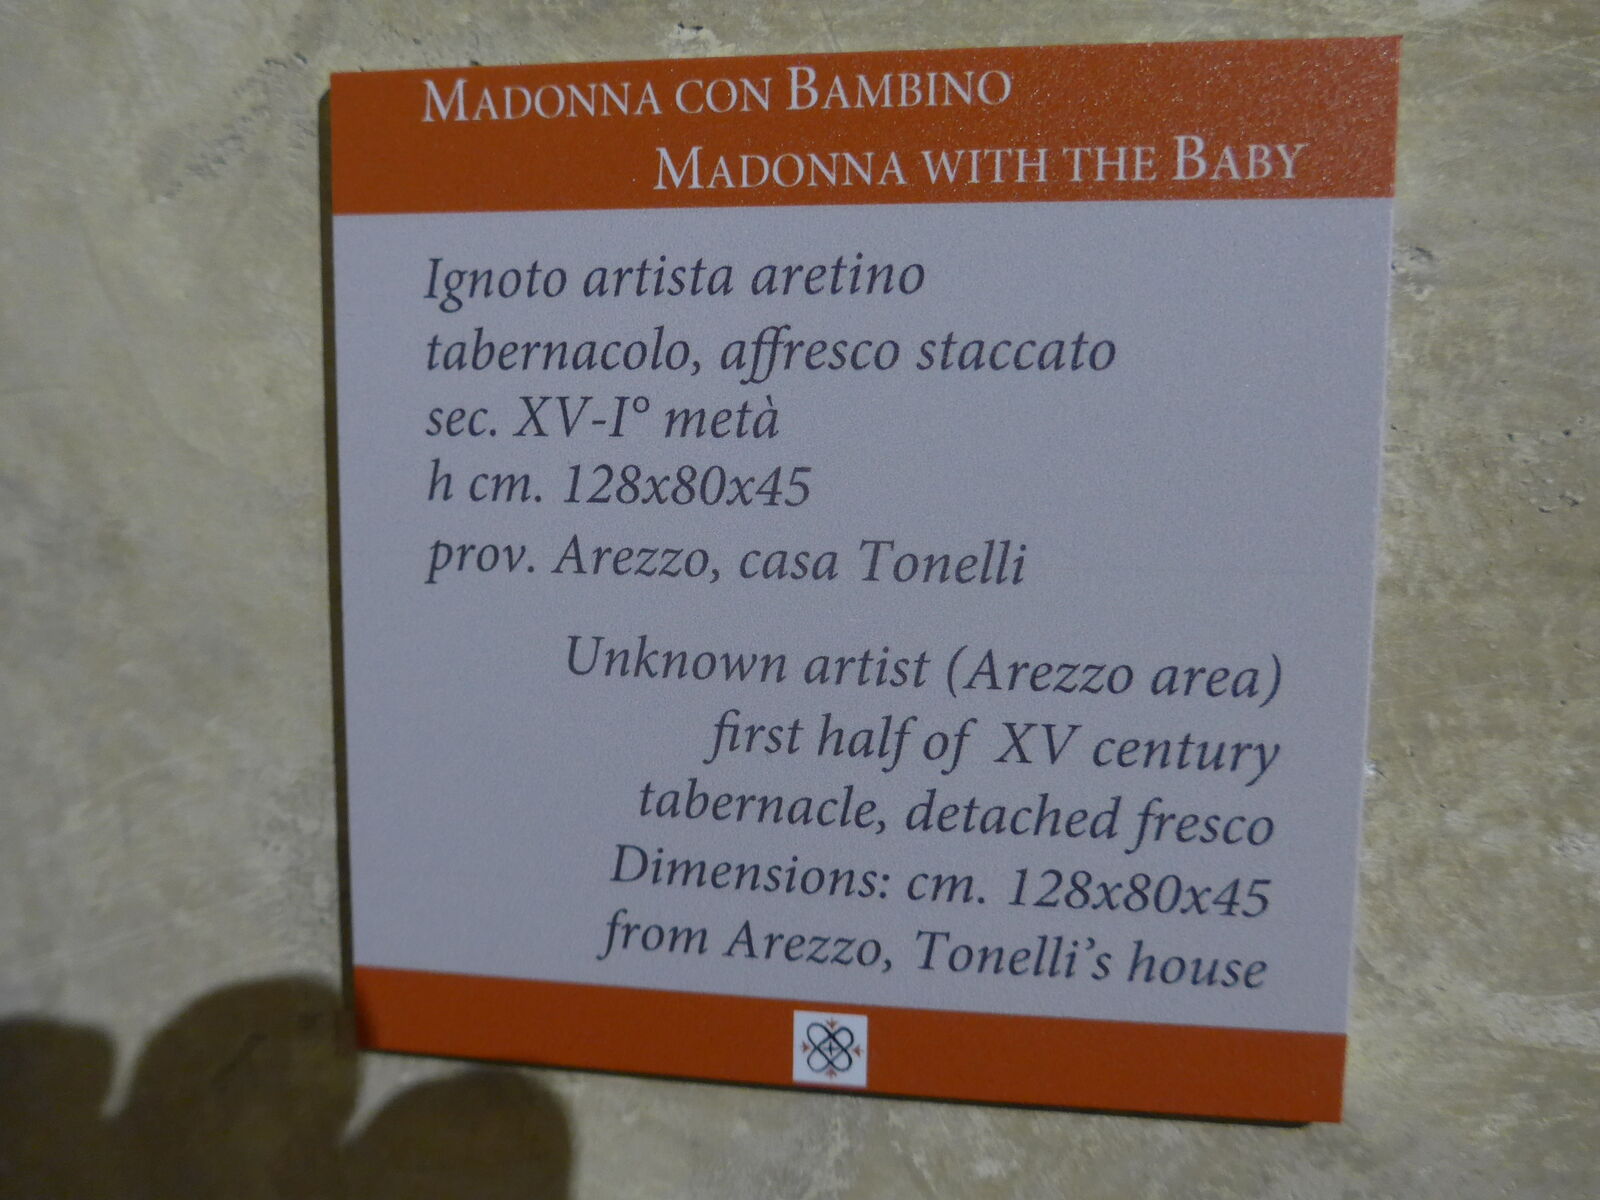 Madonna con Bambino
Madonna with the Baby
Ignoto artista aretino
tabernacolo, affresco staccato
sec. XV-I° metà
h cm. 128x80x45
prov. Arezzo, casa Tonelli
Unknown artist (Arezzo area)
first half of XV century
tabernacle, detached fresco
Dimensions: cm. 128x80x45
from Arezzo, Tonelli's house